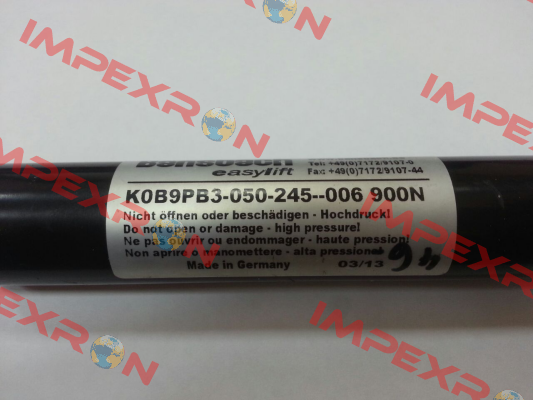 IMPEXRON
IMPEXRON
bansbach
easylift
Tel: +49(0)7172/9107-0
Fax: +49(0)7172/9107-44
K0B9PB3-050-245--006 900N
Nicht öffnen oder beschädigen - Hochdruck!
Do not open or damage - high pressure!
Ne pas ouvrir ou endommager - haute pression!
Non aprire o manomettere - alta pressione
Made in Germany
03/13
IMPEXRON
IMPEXRON